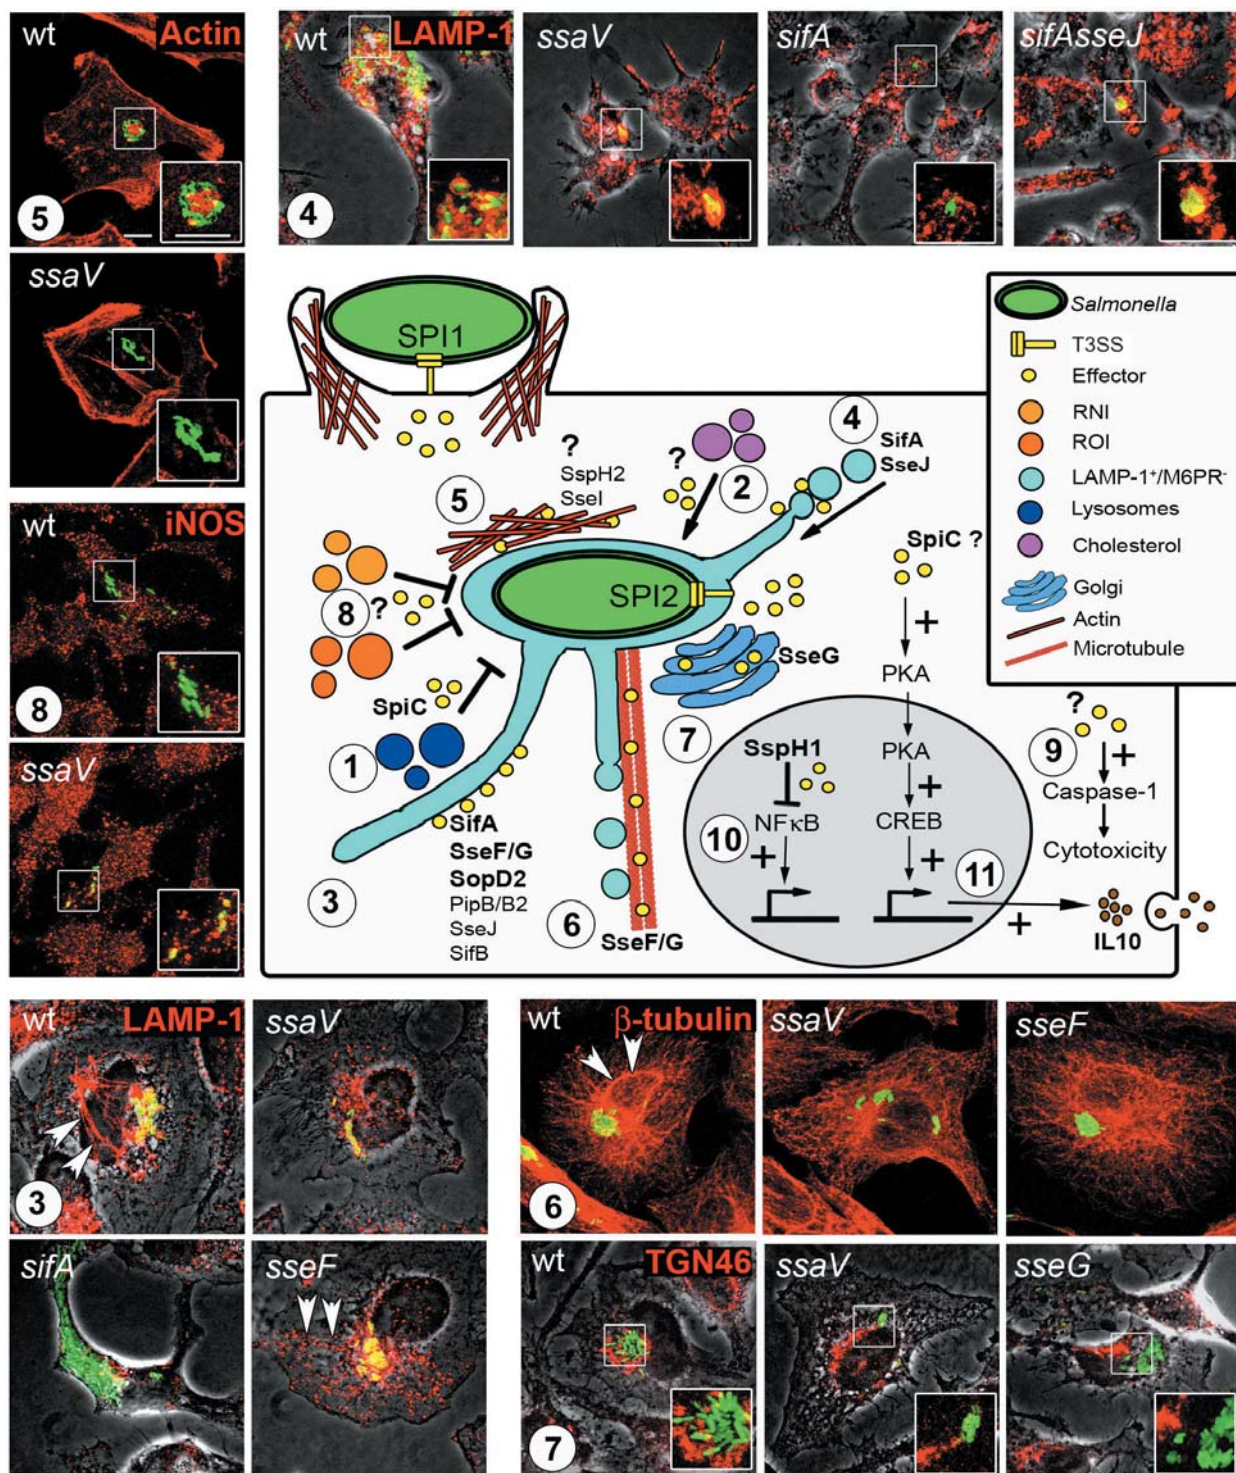 wt Actin
5
wt LAMP-1
4
ssaV
sifA
sifAsseJ
ssaV
wt iNOS
8
ssaV
SPI1
?
SspH2
SseI
5
?
2
4
SifA
SseJ
SPI2
8
?
SpiC
1
3
SifA
SseF/G
SopD2
PipB/B2
SseJ
SifB
6
SseF/G
SseG
7
SpiC ?
+
PKA
PKA
+
CREB
+
SspH1
NFκB
10
+
11
+
IL10
?
9
+
Caspase-1
Cytotoxicity
Salmonella
T3SS
Effector
RNI
ROI
LAMP-1+/M6PR-
Lysosomes
Cholesterol
Golgi
Actin
Microtubule
wt LAMP-1
3
ssaV
sifA
sseF
wt β-tubulin
6
ssaV
sseF
wt TGN46
7
ssaV
sseG